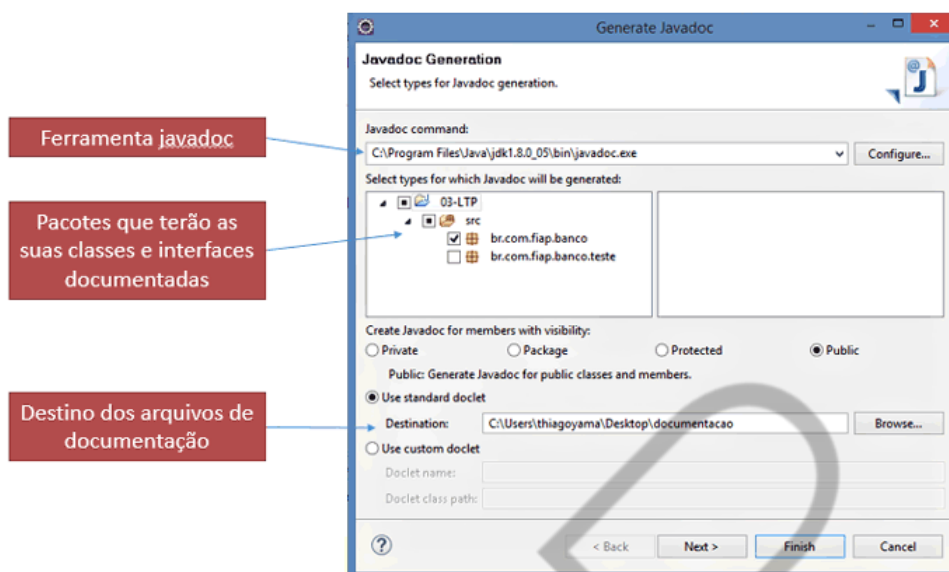 Generate Javadoc
Javadoc Generation
Select types for Javadoc generation.
Ferramenta javadoc
Javadoc command:
C:\Program Files\Java\jdk1.8.0_05\bin\javadoc.exe
Configure...
Select types for which Javadoc will be generated:
Pacotes que terão as
suas classes e interfaces
documentadas
03-LTP
src
br.com.fiap.banco
br.com.fiap.banco.teste
Create Javadoc for members with visibility:
Private Package Protected Public
Public: Generate Javadoc for public classes and members.
Use standard doclet
Destino dos arquivos de
documentação
Destination: C:\Users\thiagoyama\Desktop\documentacao Browse...
Use custom doclet
Doclet name:
Doclet class path:
< Back Next > Finish Cancel